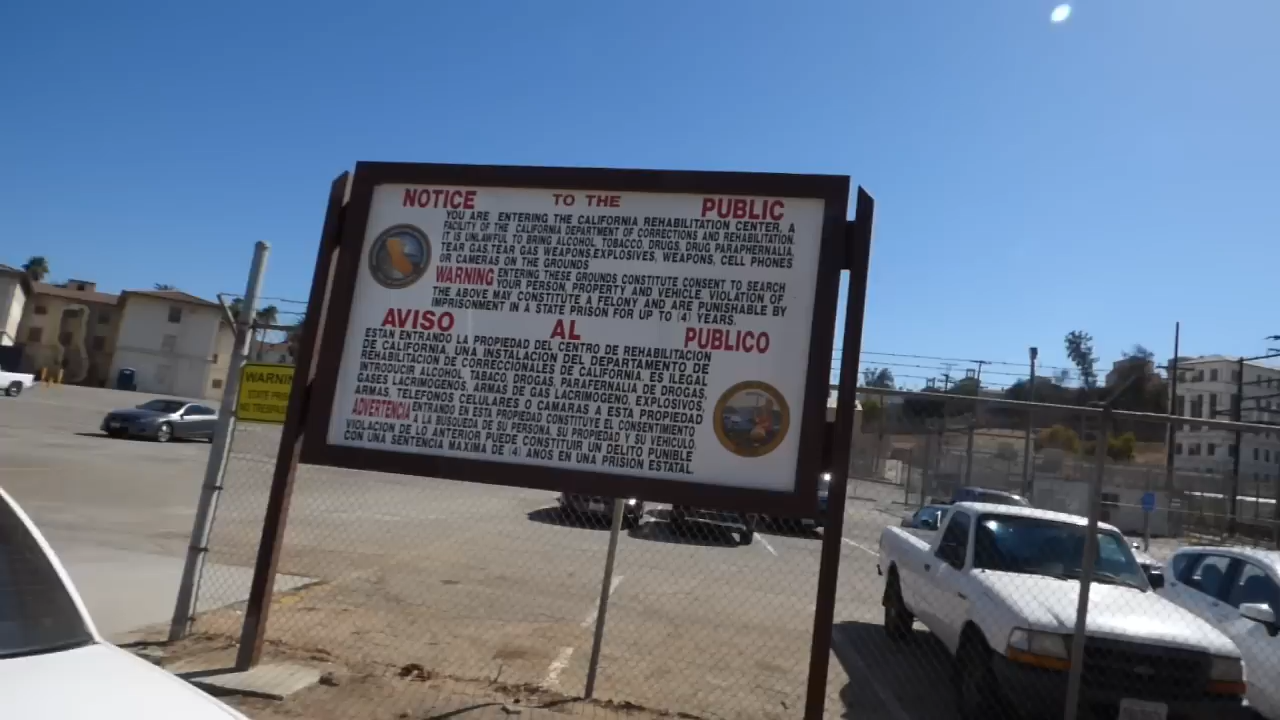 NOTICE TO THE PUBLIC
YOU ARE ENTERING THE CALIFORNIA REHABILITATION CENTER, A
FACILITY OF THE CALIFORNIA DEPARTMENT OF CORRECTIONS AND REHABILITATION.
IT IS UNLAWFUL TO BRING ALCOHOL, TOBACCO, DRUGS, DRUG PARAPHERNALIA,
TEAR GAS,TEAR GAS WEAPONS,EXPLOSIVES, WEAPONS, CELL PHONES
OR CAMERAS ON THE GROUNDS
WARNING ENTERING THESE GROUNDS CONSTITUTE CONSENT TO SEARCH
YOUR PERSON, PROPERTY AND VEHICLE. VIOLATION OF
THE ABOVE MAY CONSTITUTE A FELONY AND ARE PUNISHABLE BY
IMPRISONMENT IN A STATE PRISON FOR UP TO (4) YEARS.
AVISO AL PUBLICO
ESTAN ENTRANDO LA PROPIEDAD DEL CENTRO DE REHABILITACION
DE CALIFORNIA, UNA INSTALACION DEL DEPARTAMENTO DE
REHABILITACION DE CORRECCIONALES DE CALIFORNIA. ES ILEGAL
INTRODUCIR ALCOHOL, TABACO, DROGAS, PARAFERNALIA DE DROGAS,
GASES LACRIMOGENOS, ARMAS DE GAS LACRIMOGENO, EXPLOSIVOS,
ARMAS, TELEFONOS CELULARES O CAMARAS A ESTA PROPIEDAD
ADVERTENCIA ENTRANDO EN ESTA PROPIEDAD CONSTITUYE EL CONSENTIMIENTO
A LA BUSQUEDA DE SU PERSONA, SU PROPIEDAD Y SU VEHICULO.
VIOLACION DE LO ANTERIOR PUEDE CONSTITUIR UN DELITO PUNIBLE
CON UNA SENTENCIA MAXIMA DE (4) ANOS EN UNA PRISION ESTATAL.
WARNIN
STATE PRIS
NO TRESPAS